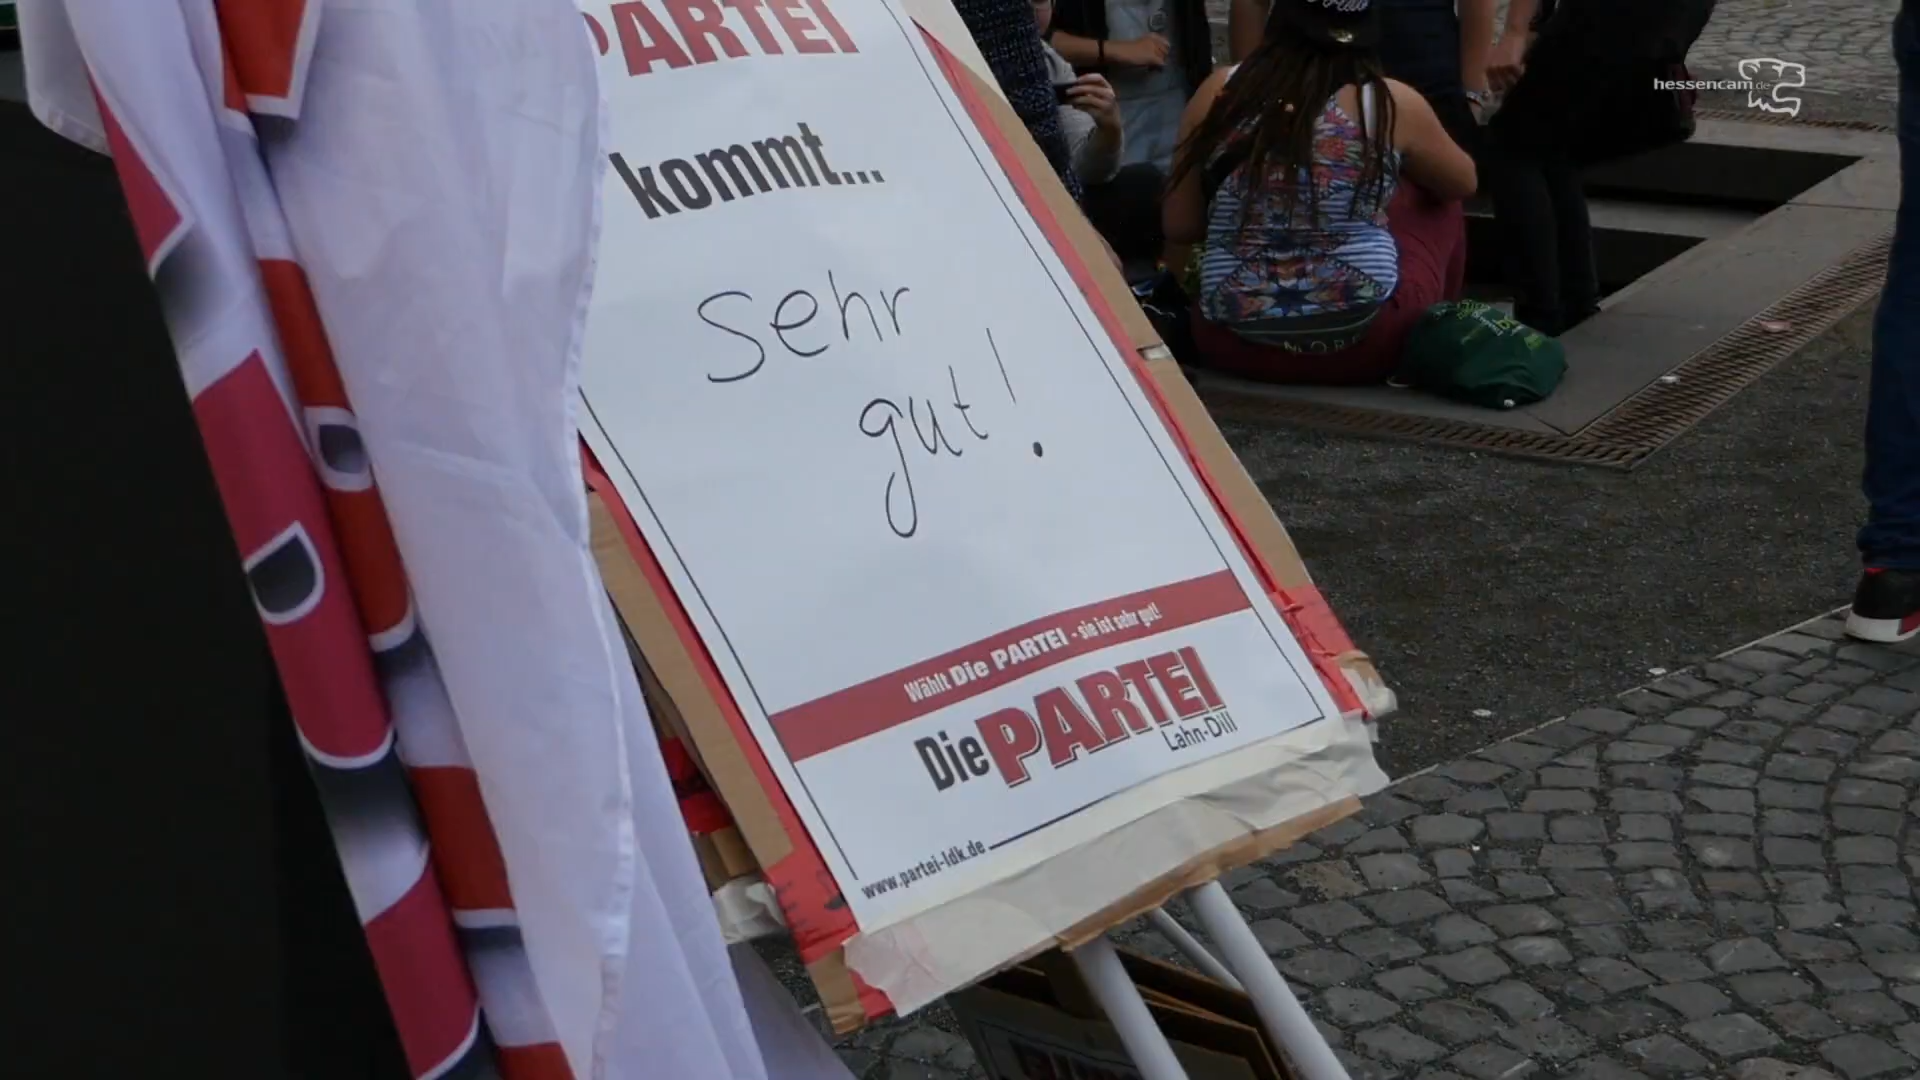 PARTEI
kommt...
sehr
gut!
Wählt Die PARTEI - sie ist sehr gut!
Die PARTEI
Lahn-Dill
www.partei-ldk.de
hessencam.de